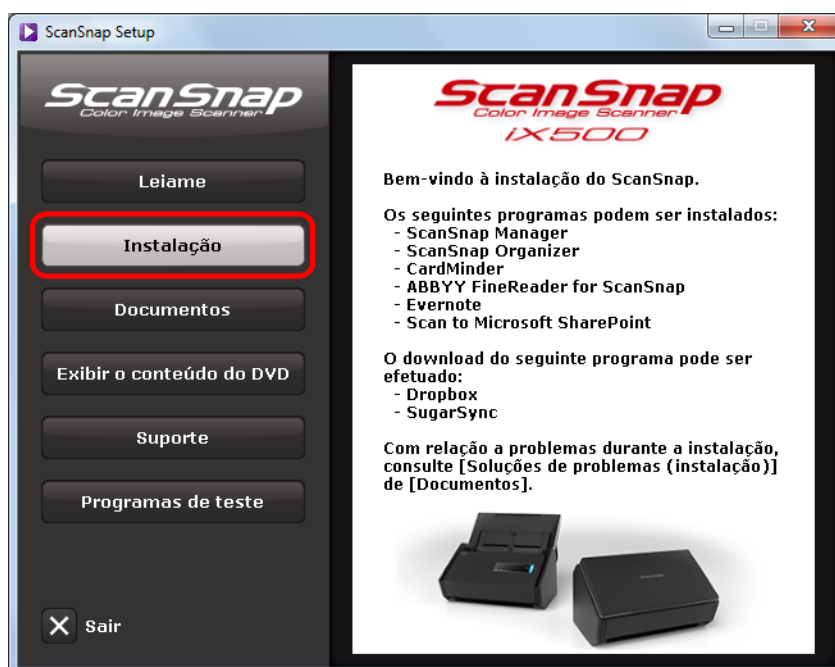 ScanSnap Setup
ScanSnap
Color Image Scanner
Leiame
Instalação
Documentos
Exibir o conteúdo do DVD
Suporte
Programas de teste
Sair
ScanSnap
Color Image Scanner
iX500
Bem-vindo à instalação do ScanSnap.
Os seguintes programas podem ser instalados:
- ScanSnap Manager
- ScanSnap Organizer
- CardMinder
- ABBYY FineReader for ScanSnap
- Evernote
- Scan to Microsoft SharePoint
O download do seguinte programa pode ser
efetuado:
- Dropbox
- SugarSync
Com relação a problemas durante a instalação,
consulte [Soluções de problemas (instalação)]
de [Documentos].